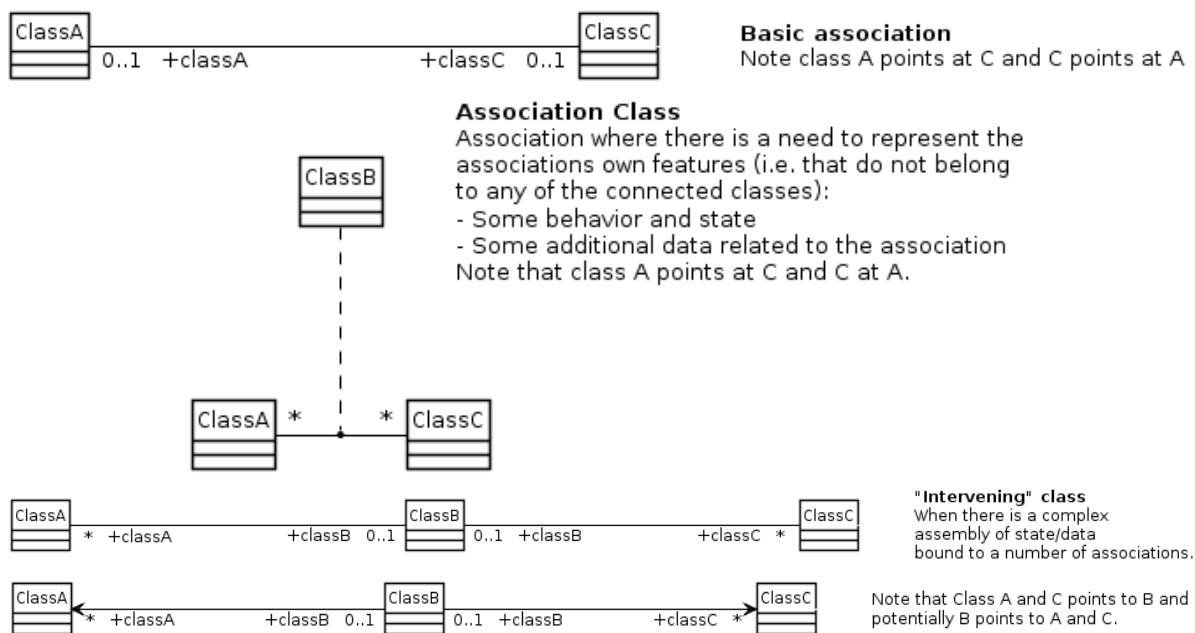 ClassA
ClassC
0..1 +classA
+classC 0..1
Basic association
Note class A points at C and C points at A
Association Class
Association where there is a need to represent the
associations own features (i.e. that do not belong
to any of the connected classes):
- Some behavior and state
- Some additional data related to the association
Note that class A points at C and C at A.
ClassB
ClassA
*
*
ClassC
ClassA
* +classA
+classB 0..1
ClassB
0..1 +classB
+classC *
ClassC
"Intervening" class
When there is a complex
assembly of state/data
bound to a number of associations.
ClassA
* +classA
+classB 0..1
ClassB
0..1 +classB
+classC *
ClassC
Note that Class A and C points to B and
potentially B points to A and C.